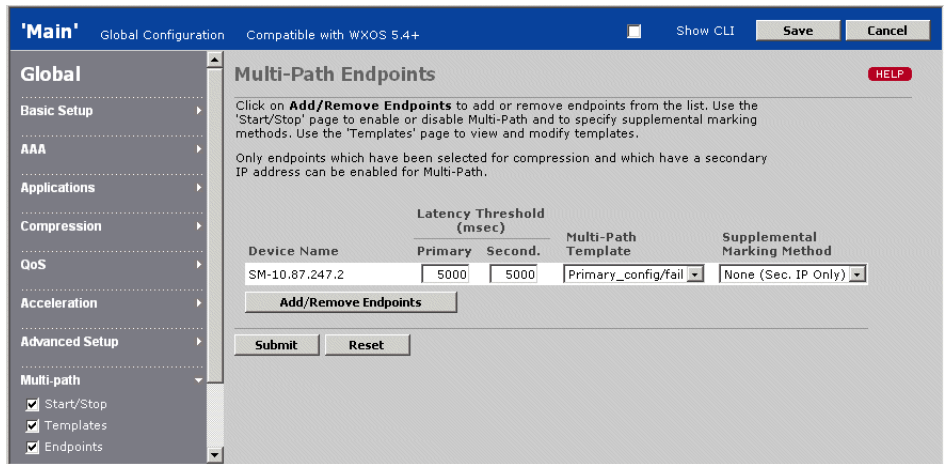 'Main' Global Configuration Compatible with WXOS 5.4+ Show CLI Save Cancel
Global
Basic Setup
AAA
Applications
Compression
QoS
Acceleration
Advanced Setup
Multi-path
Start/Stop
Templates
Endpoints
Multi-Path Endpoints HELP
Click on Add/Remove Endpoints to add or remove endpoints from the list. Use the
'Start/Stop' page to enable or disable Multi-Path and to specify supplemental marking
methods. Use the 'Templates' page to view and modify templates.
Only endpoints which have been selected for compression and which have a secondary
IP address can be enabled for Multi-Path.
Latency Threshold
(msec)
Device Name Primary Second. Multi-Path
Template Supplemental
Marking Method
SM-10.87.247.2 5000 5000 Primary_config/fail None (Sec. IP Only)
Add/Remove Endpoints
Submit Reset